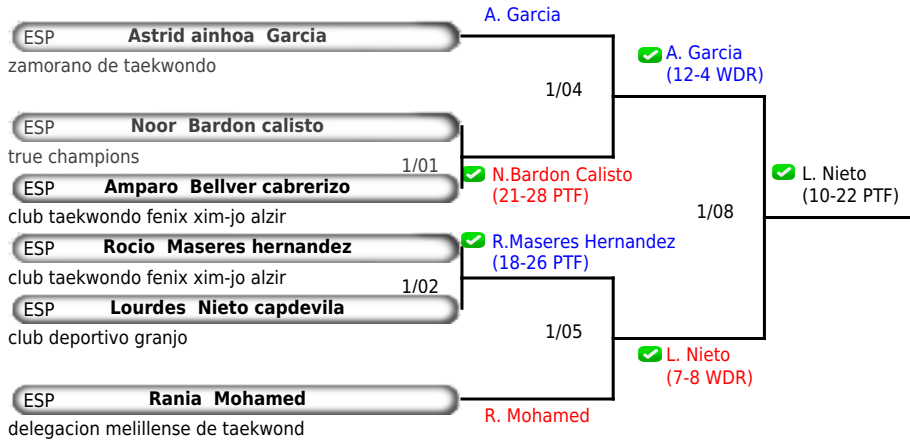 A. Garcia
ESP Astrid ainhoa Garcia
zamorano de taekwondo
A. Garcia
(12-4 WDR)
1/04
ESP Noor Bardon calisto
true champions
1/01
N.Bardon Calisto
(21-28 PTF)
ESP Amparo Bellver cabrerizo
club taekwondo fenix xim-jo alzir
L. Nieto
(10-22 PTF)
1/08
ESP Rocio Maseres hernandez
club taekwondo fenix xim-jo alzir
R.Maseres Hernandez
(18-26 PTF)
1/02
ESP Lourdes Nieto capdevila
club deportivo granjo
1/05
L. Nieto
(7-8 WDR)
ESP Rania Mohamed
delegacion melillense de taekwond
R. Mohamed